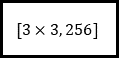 [3 × 3, 256]